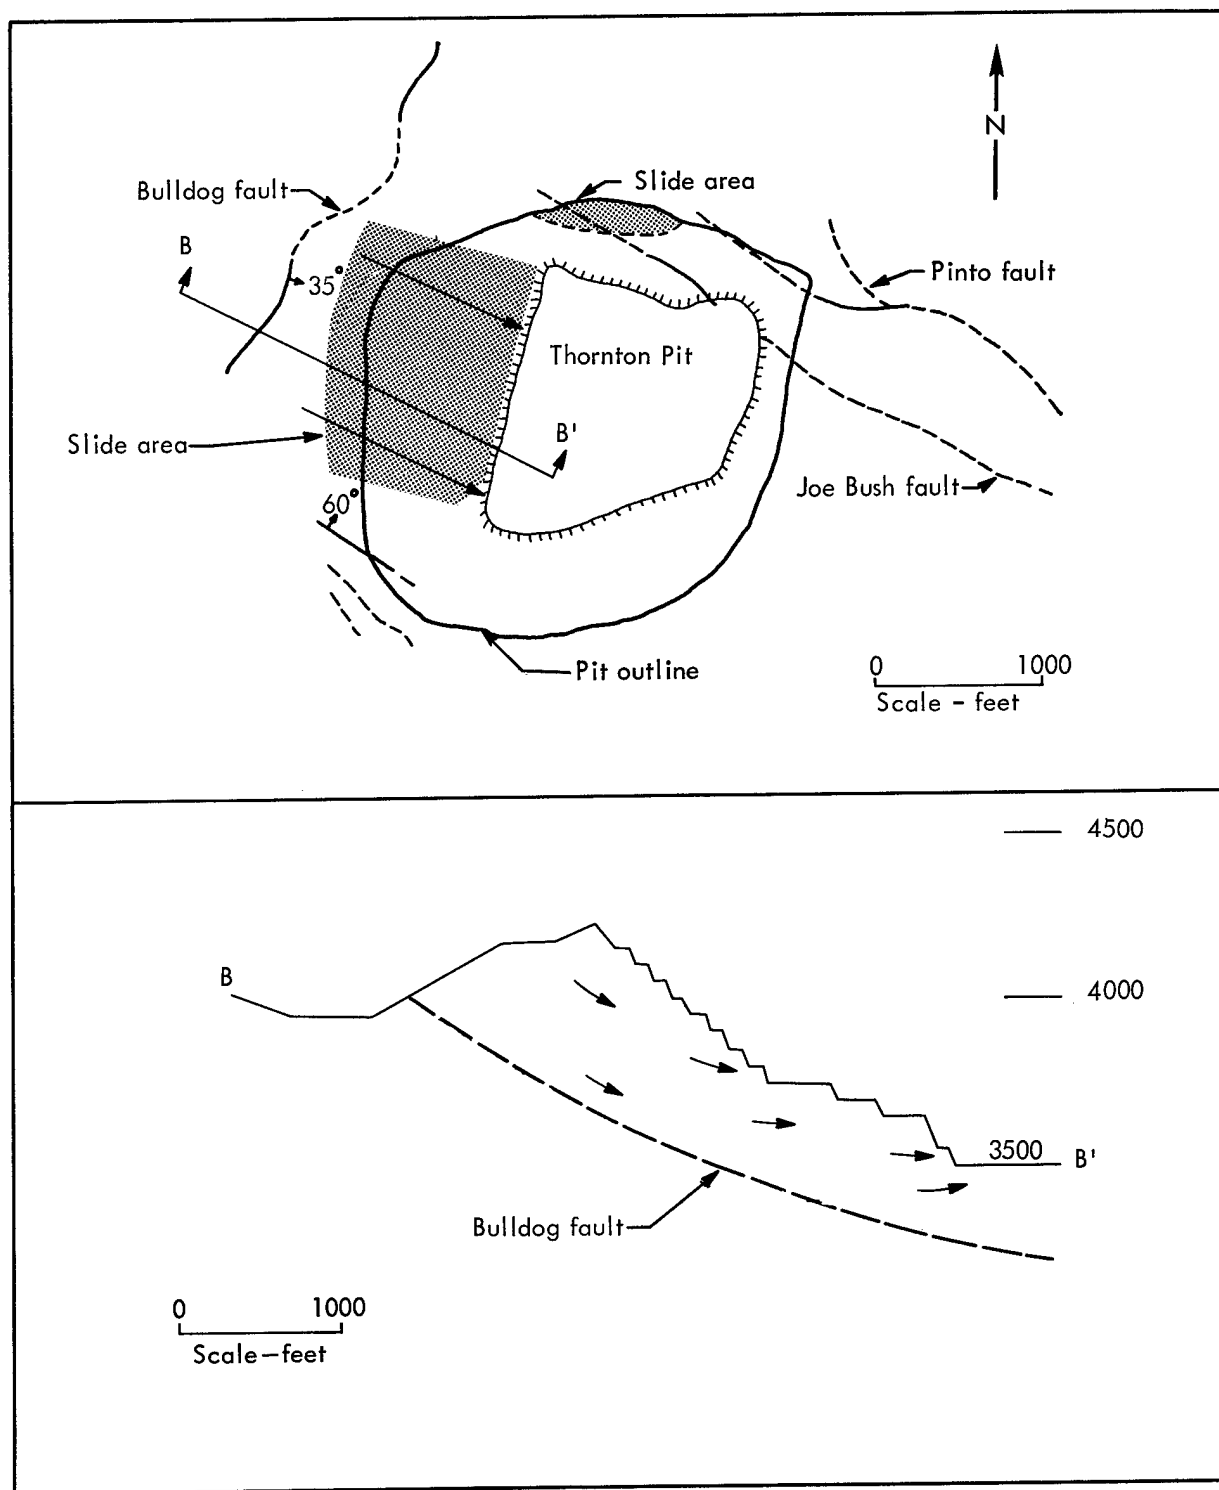 N
Slide area
Bulldog fault
B
35°
Pinto fault
Thornton Pit
B'
Slide area
Joe Bush fault
60°
0 1000
Scale - feet
Pit outline
4500
B
4000
3500
B'
Bulldog fault
0 1000
Scale—feet